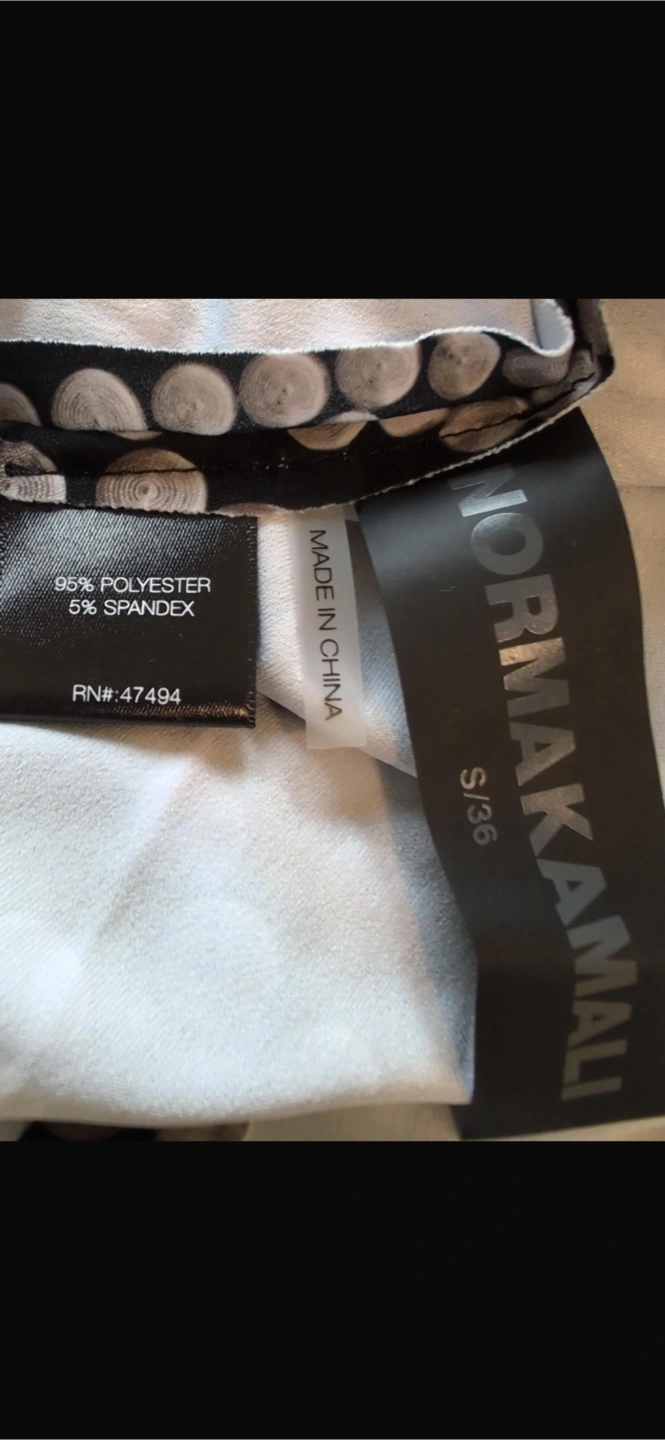 95% POLYESTER
5% SPANDEX
RN#:47494
MADE IN CHINA
NORMAKAMALI
S/36